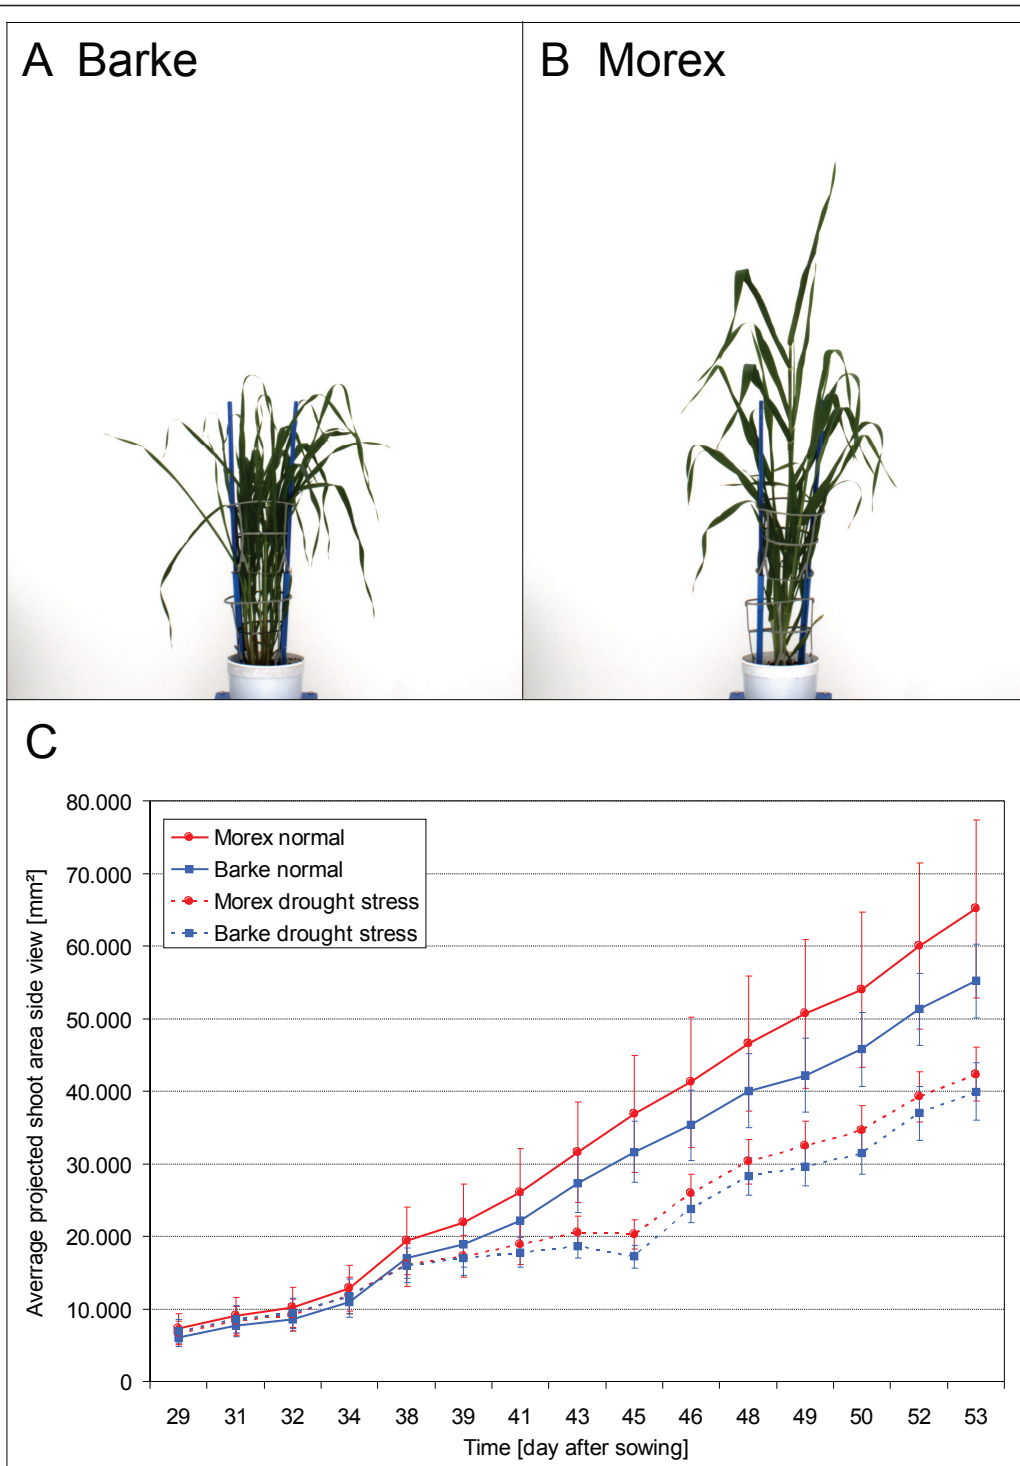 A Barke
B Morex
C
80.000
70.000
60.000
50.000
40.000
30.000
20.000
10.000
0
Averrage projected shoot area side view [mm²]
Morex normal
Barke normal
Morex drought stress
Barke drought stress
29 31 32 34 38 39 41 43 45 46 48 49 50 52 53
Time [day after sowing]